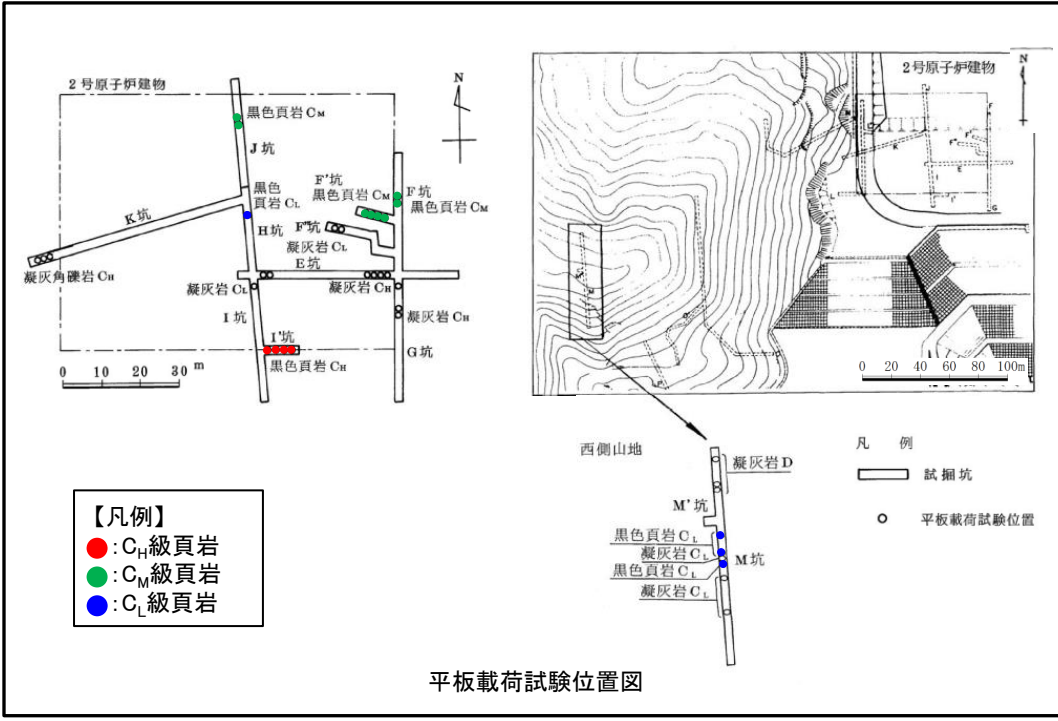 2号原子炉建物
N
黒色頁岩 CM
J坑
黒色
頁岩 CL
F'坑
黒色頁岩 CM
F坑
黒色頁岩 CM
K坑
H坑
F"坑
凝灰岩 CL
E坑
凝灰角礫岩 CH
凝灰岩 CL
凝灰岩 CH
凝灰岩 CH
I坑
I'坑
G坑
黒色頁岩 CH
0 10 20 30 m
2号原子炉建物
N
F
F'
F"
K
E
I
I'
G
L
M
0 20 40 60 80 100m
西側山地
凝灰岩 D
M'坑
黒色頁岩 CL
凝灰岩 CL
黒色頁岩 CL
M坑
凝灰岩 CL
凡 例
試掘坑
平板載荷試験位置
【凡例】
:CH級頁岩
:CM級頁岩
:CL級頁岩
平板載荷試験位置図